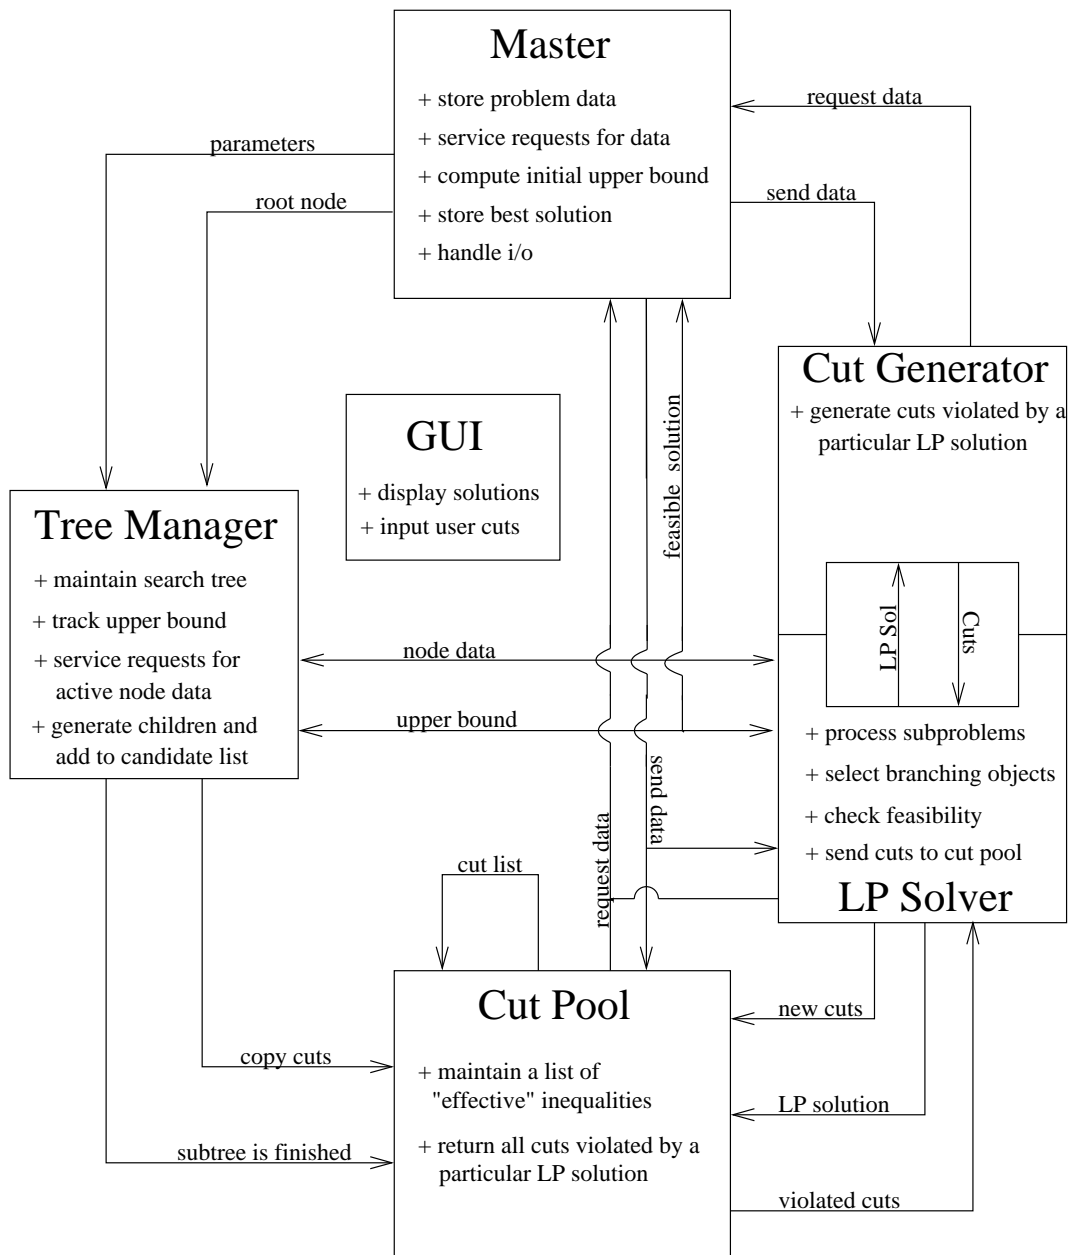 Master
+ store problem data
+ service requests for data
+ compute initial upper bound
+ store best solution
+ handle i/o
request data
send data
parameters
root node
Cut Generator
+ generate cuts violated by a
particular LP solution
GUI
+ display solutions
+ input user cuts
feasible solution
Tree Manager
+ maintain search tree
+ track upper bound
+ service requests for
active node data
+ generate children and
add to candidate list
node data
upper bound
LP Sol
Cuts
+ process subproblems
+ select branching objects
+ check feasibility
+ send cuts to cut pool
LP Solver
send data
request data
cut list
Cut Pool
+ maintain a list of
"effective" inequalities
+ return all cuts violated by a
particular LP solution
copy cuts
subtree is finished
new cuts
LP solution
violated cuts